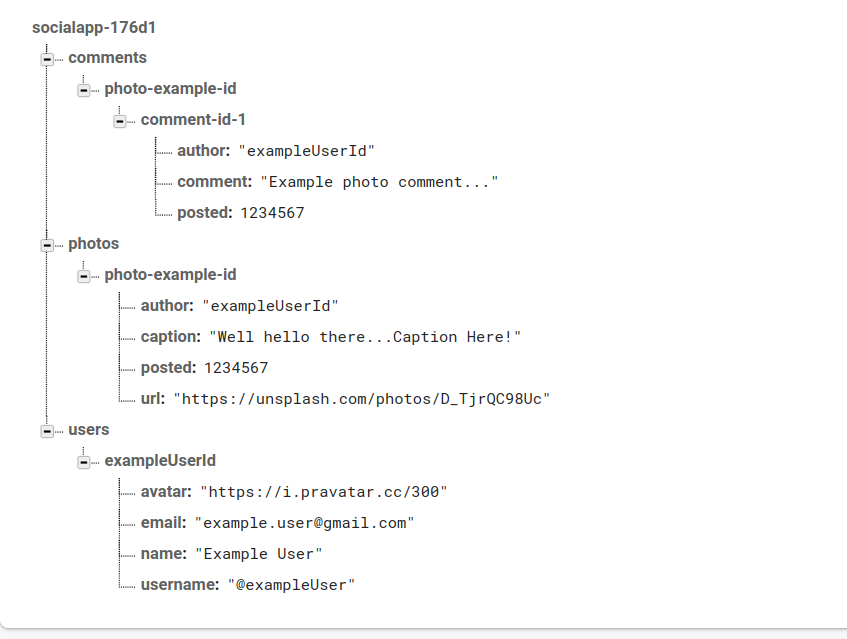 socialapp-176d1
comments
photo-example-id
comment-id-1
author: "exampleUserId"
comment: "Example photo comment..."
posted: 1234567
photos
photo-example-id
author: "exampleUserId"
caption: "Well hello there...Caption Here!"
posted: 1234567
url: "https://unsplash.com/photos/D_TjrQC98Uc"
users
exampleUserId
avatar: "https://i.pravatar.cc/300"
email: "example.user@gmail.com"
name: "Example User"
username: "@exampleUser"